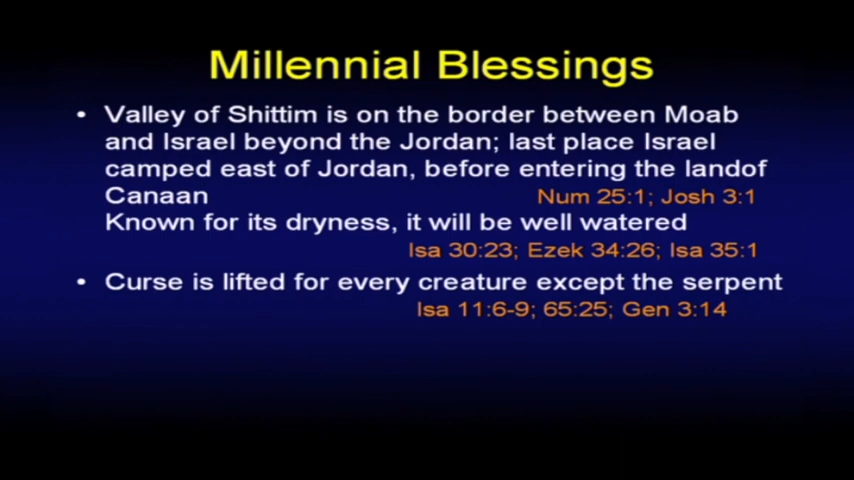 Millennial Blessings
• Valley of Shittim is on the border between Moab
and Israel beyond the Jordan; last place Israel
camped east of Jordan, before entering the landof
Canaan Num 25:1; Josh 3:1
Known for its dryness, it will be well watered
Isa 30:23; Ezek 34:26; Isa 35:1
• Curse is lifted for every creature except the serpent
Isa 11:6-9; 65:25; Gen 3:14